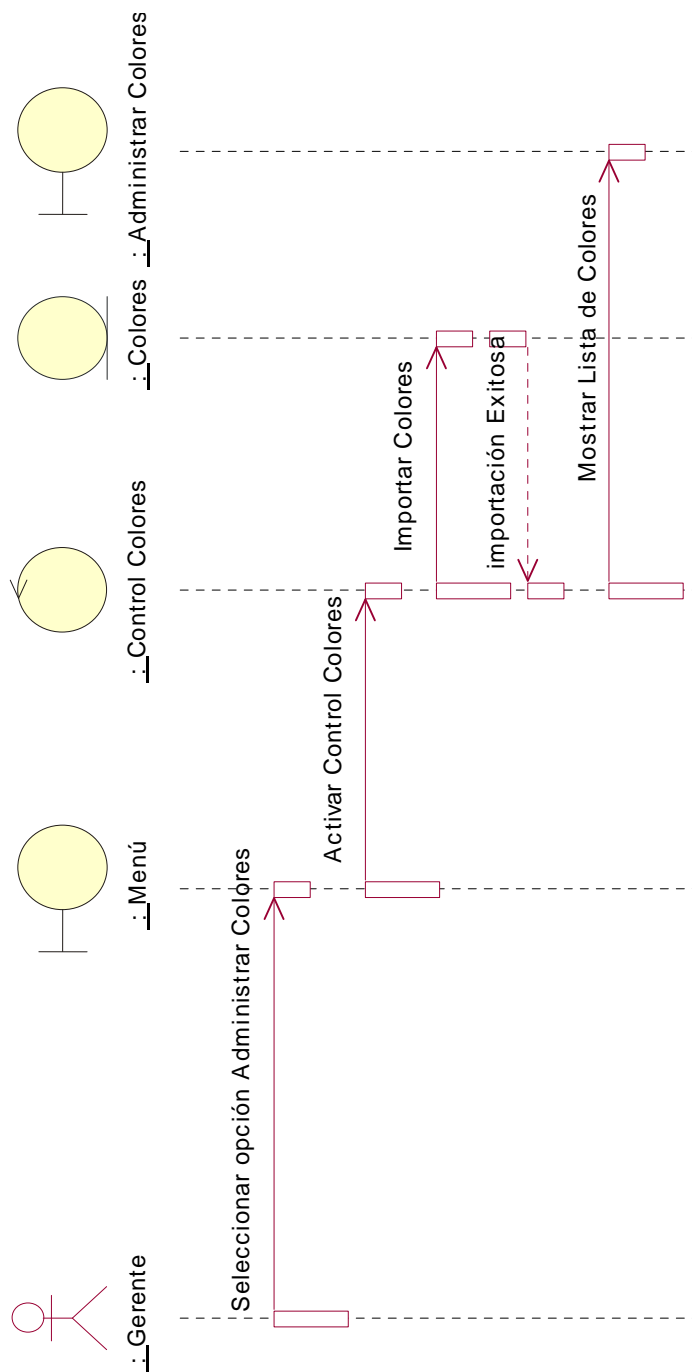 : Gerente
: Menú
: Control Colores
: Colores
: Administrar Colores
Seleccionar opción Administrar Colores
Activar Control Colores
Importar Colores
importación Exitosa
Mostrar Lista de Colores